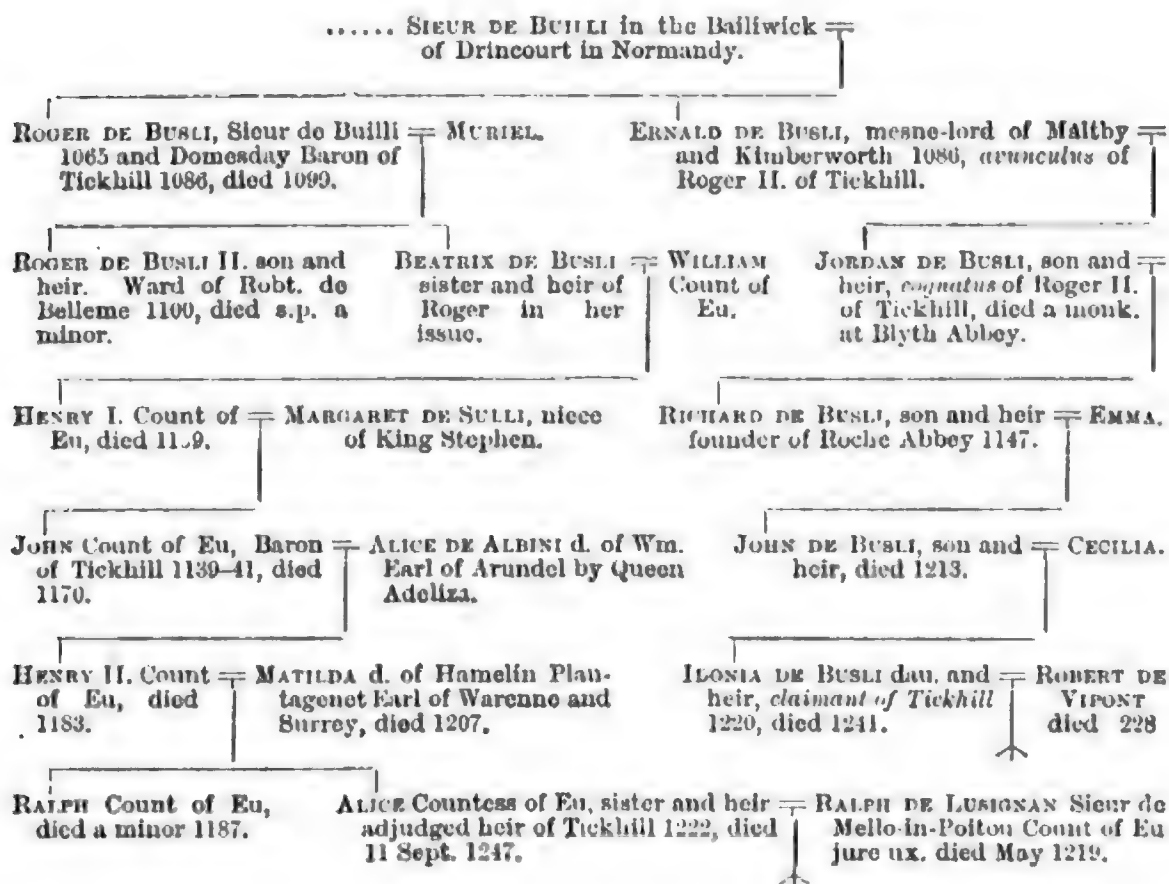 ...... SIEUR DE BUILLI in the Bailiwick =
of Drincourt in Normandy.
ROGER DE BUSLI, Sieur de Builli = MURIEL.
1065 and Domesday Baron of
Tickhill 1086, died 1099.
ERNALD DE BUSLI, mesne-lord of Maltby =
and Kimberworth 1086, avunculus of
Roger II. of Tickhill.
ROGER DE BUSLI II. son and
heir. Ward of Robt. de
Belleme 1100, died s.p. a
minor.
BEATRIX DE BUSLI =
sister and heir of
Roger in her
issue.
WILLIAM
Count of
Eu.
JORDAN DE BUSLI, son and =
heir, cognatus of Roger II.
of Tickhill, died a monk.
at Blyth Abbey.
HENRY I. Count of =
Eu, died
MARGARET DE SULLI, niece
of King Stephen.
RICHARD DE BUSLI, son and heir = EMMA.
founder of Roche Abbey 1147.
JOHN Count of Eu, Baron =
of Tickhill 1139-41, died
1170.
ALICE DE ALBINI d. of Wm.
Earl of Arundel by Queen
Adeliza.
JOHN DE BUSLI, son and = CECILIA.
heir, died 1213.
HENRY II. Count =
of Eu, died
1183.
MATILDA d. of Hamelin Plan-
tagenet Earl of Warenne and
Surrey, died 1207.
IDONIA DE BUSLI dau. and =
heir, claimant of Tickhill
1220, died 1241.
ROBERT DE
VIPONT
died 228
RALPH Count of Eu,
died a minor 1187.
ALICE Countess of Eu, sister and heir =
adjudged heir of Tickhill 1222, died
11 Sept. 1247.
RALPH DE LUSIGNAN Sieur de
Mello-in-Poitou Count of Eu
jure ux. died May 1219.